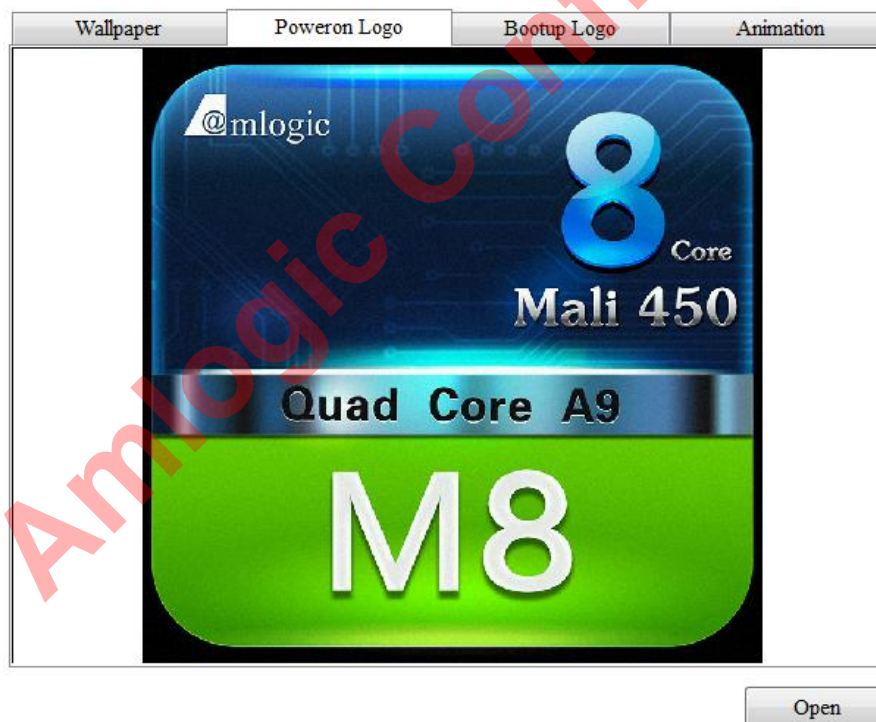 Wallpaper Poweron Logo Bootup Logo Animation
@mlogic
8 Core
Mali 450
Quad Core A9
M8
Open
Amlogic Conf